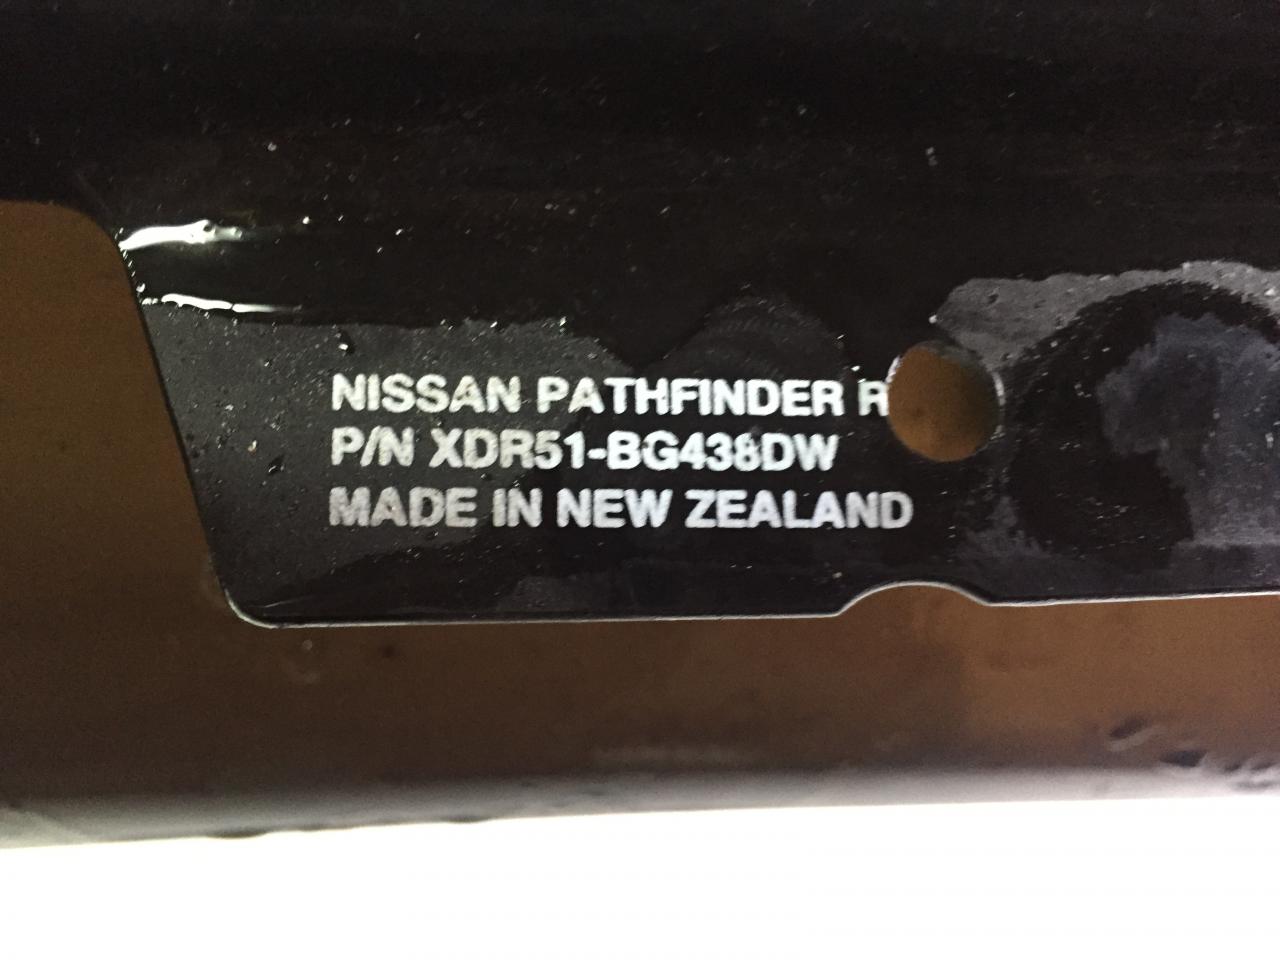 NISSAN PATHFINDER R
P/N XDR51-BG438DW
MADE IN NEW ZEALAND